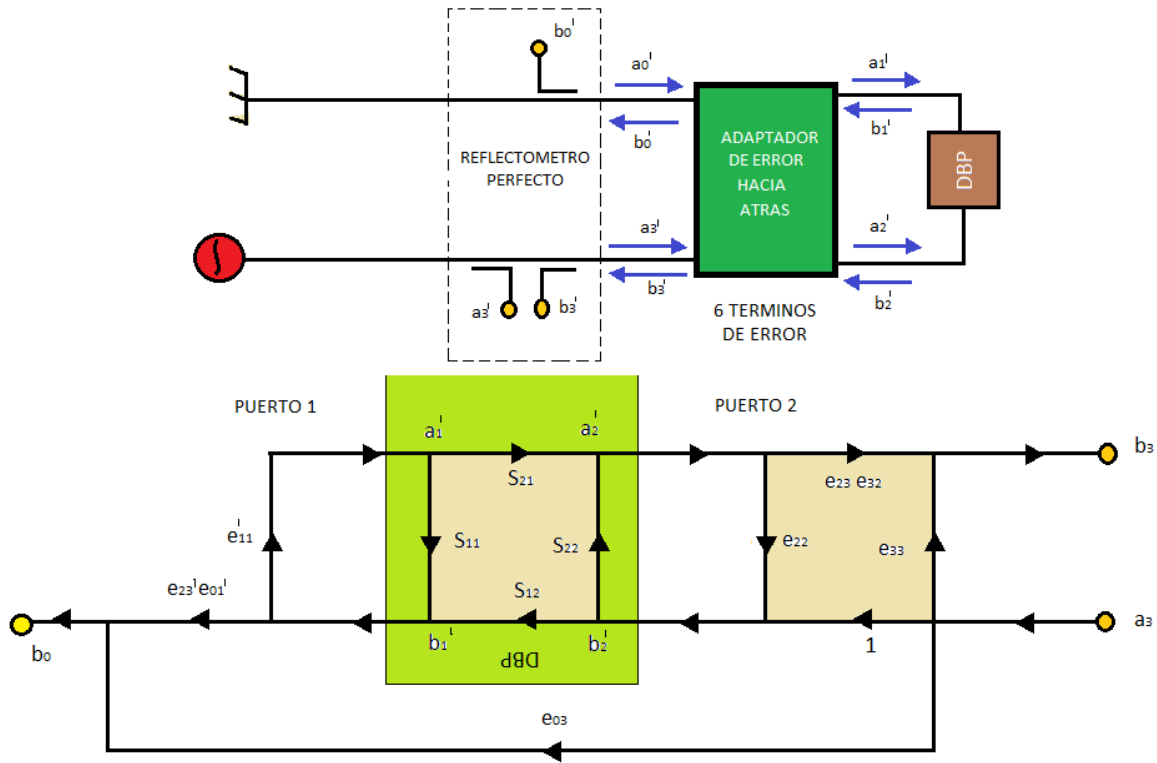 b₀'
a₀'
a₁'
b₀'
b₁'
ADAPTADOR
DE ERROR
HACIA
ATRAS
DBP
REFLECTOMETRO
PERFECTO
a₃'
a₂'
b₃'
b₂'
a₃'
b₃'
6 TERMINOS
DE ERROR
PUERTO 1
PUERTO 2
a₁'
a₂'
b₃
S₂₁
e₂₃ e₃₂
e₁₁'
S₁₁
S₂₂
e₂₂
e₃₃
e₂₃'e₀₁'
S₁₂
b₀
b₁'
b₂'
1
a₃
DBP
e₀₃